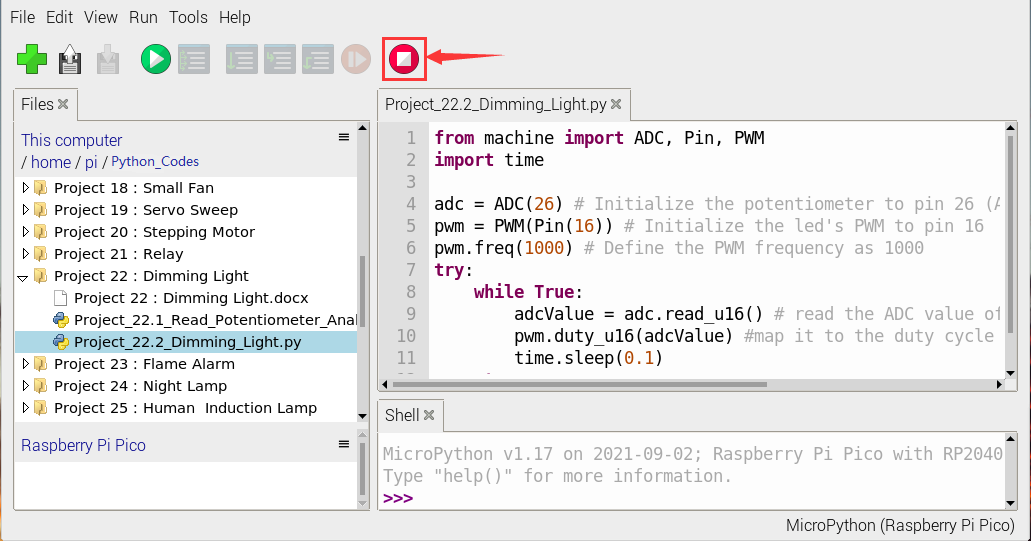 File Edit View Run Tools Help
Files
This computer
/ home / pi / Python_Codes
Project 18 : Small Fan
Project 19 : Servo Sweep
Project 20 : Stepping Motor
Project 21 : Relay
Project 22 : Dimming Light
Project 22 : Dimming Light.docx
Project_22.1_Read_Potentiometer_Anal
Project_22.2_Dimming_Light.py
Project 23 : Flame Alarm
Project 24 : Night Lamp
Project 25 : Human  Induction Lamp
Raspberry Pi Pico
Project_22.2_Dimming_Light.py
1 from machine import ADC, Pin, PWM
2 import time
3
4 adc = ADC(26) # Initialize the potentiometer to pin 26 (A
5 pwm = PWM(Pin(16)) # Initialize the led's PWM to pin 16
6 pwm.freq(1000) # Define the PWM frequency as 1000
7 try:
8     while True:
9         adcValue = adc.read_u16() # read the ADC value of
10         pwm.duty_u16(adcValue) #map it to the duty cycle
11         time.sleep(0.1)
Shell
MicroPython v1.17 on 2021-09-02; Raspberry Pi Pico with RP2040
Type "help()" for more information.
>>>
MicroPython (Raspberry Pi Pico)